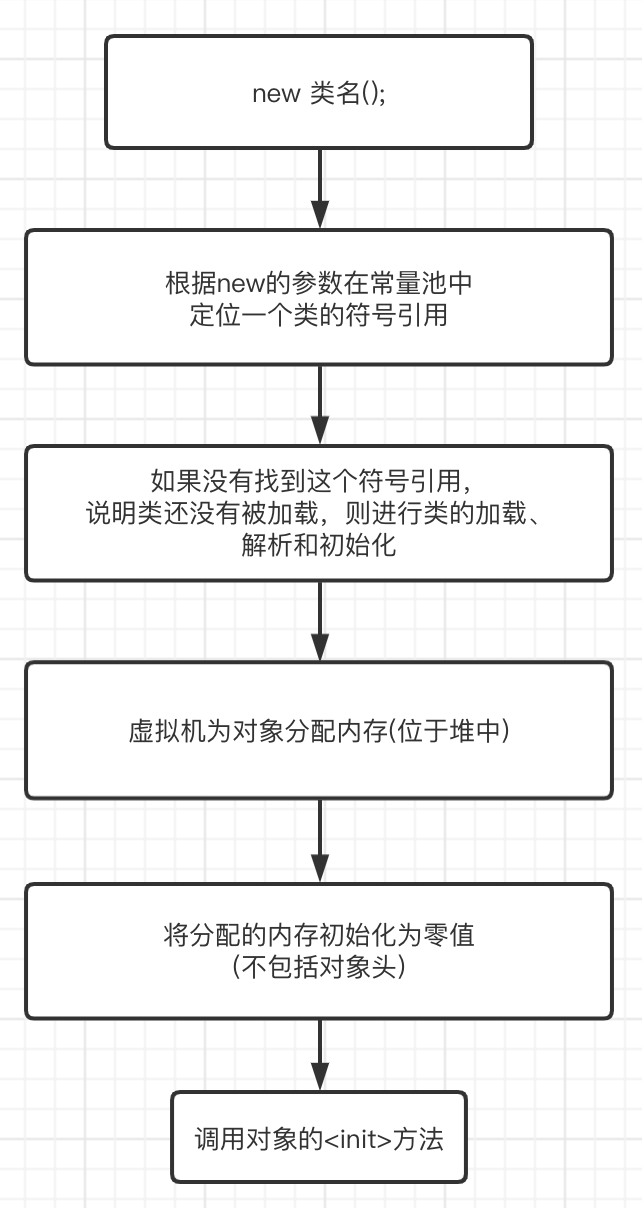 new 类名();
根据new的参数在常量池中
定位一个类的符号引用
如果没有找到这个符号引用，
说明类还没有被加载，则进行类的加载、
解析和初始化
虚拟机为对象分配内存(位于堆中)
将分配的内存初始化为零值
（不包括对象头）
调用对象的<init>方法